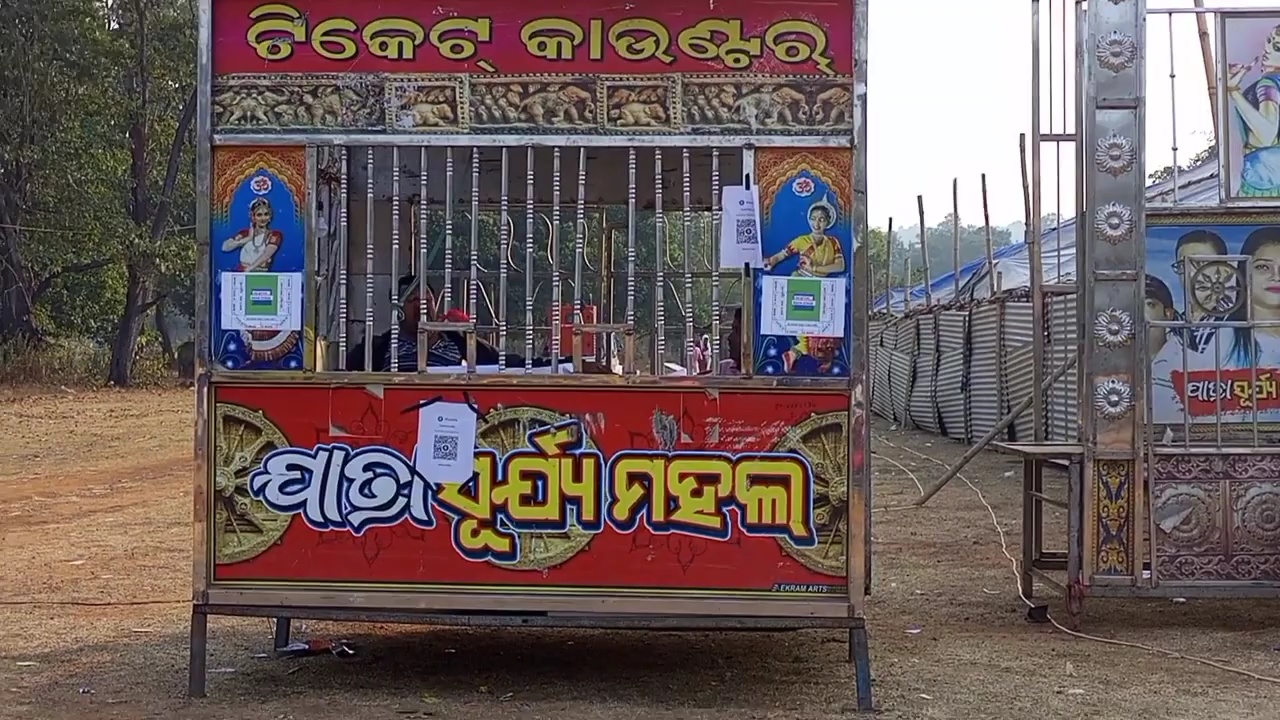 ଟିକେଟ୍ କାଉଣ୍ଟର୍
ॐ
ॐ
ଯାତ୍ରା ସୂର୍ଯ୍ୟ ମହଲ
EKRAM ARTS
ଯାତ୍ରା ସୂର୍ଯ୍ୟ